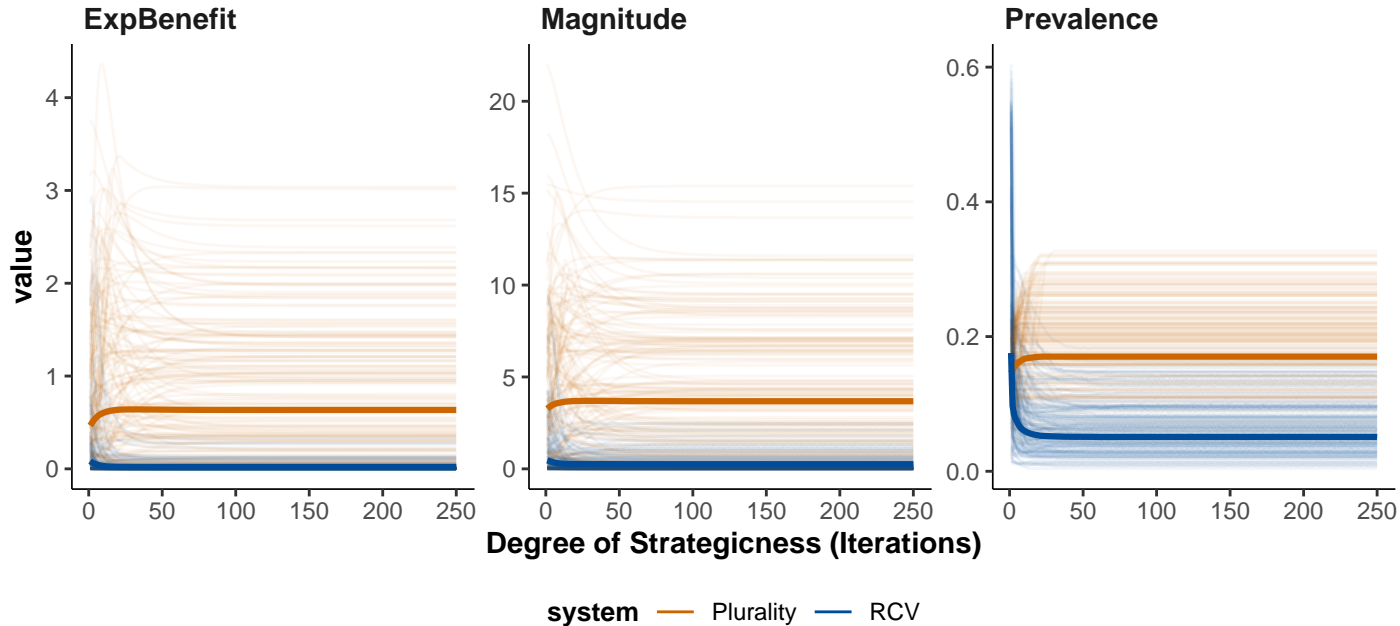 ExpBenefit Magnitude Prevalence
value
4
3
2
1
0
20
15
10
5
0
0.6
0.4
0.2
0.0
0 50 100 150 200 250 0 50 100 150 200 250 0 50 100 150 200 250
Degree of Strategicness (Iterations)
system Plurality RCV